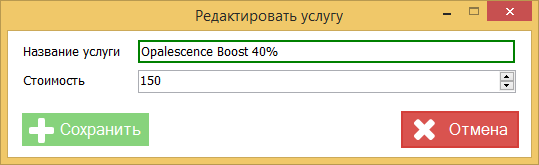 Редактировать услугу
Название услуги Opalescence Boost 40%
Стоимость 150
Сохранить Отмена